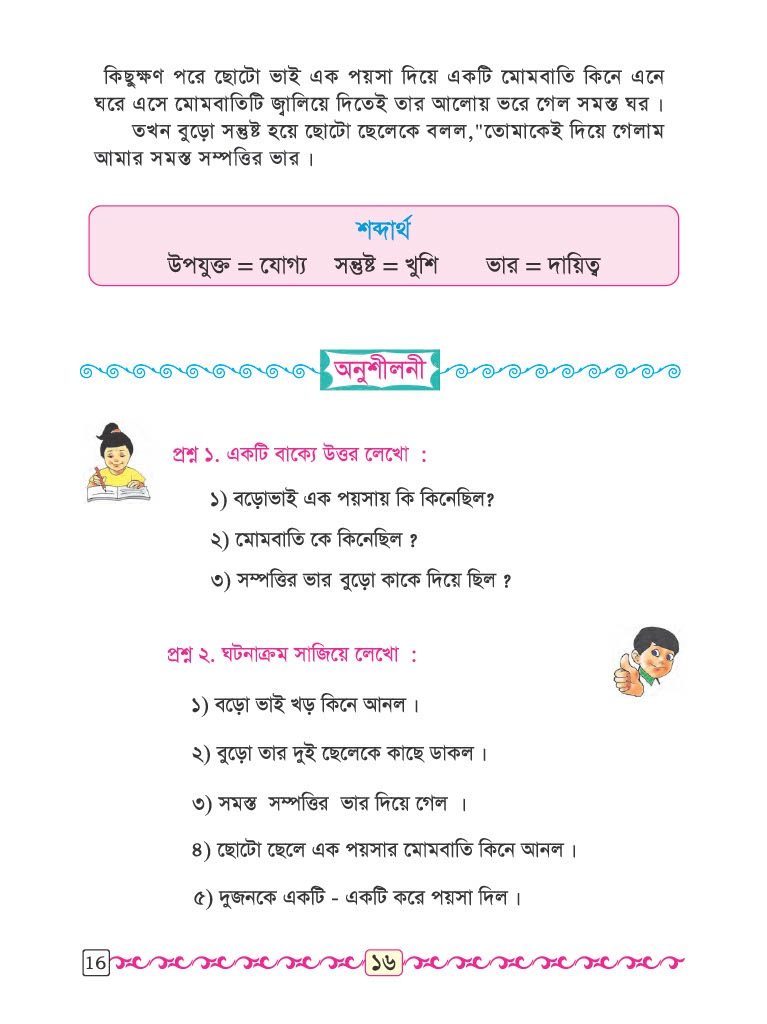 কিছুক্ষণ পরে ছোটো ভাই এক পয়সা দিয়ে একটি মোমবাতি কিনে এনে
ঘরে এসে মোমবাতিটি জ্বালিয়ে দিতেই তার আলোয় ভরে গেল সমস্ত ঘর ।
তখন বুড়ো সন্তুষ্ট হয়ে ছোটো ছেলেকে বলল,"তোমাকেই দিয়ে গেলাম
আমার সমস্ত সম্পত্তির ভার ।
শব্দার্থ
উপযুক্ত = যোগ্য সন্তুষ্ট = খুশি ভার = দায়িত্ব
অনুশীলনী
প্রশ্ন ১. একটি বাক্যে উত্তর লেখো :
১) বড়োভাই এক পয়সায় কি কিনেছিল?
২) মোমবাতি কে কিনেছিল ?
৩) সম্পত্তির ভার বুড়ো কাকে দিয়ে ছিল ?
প্রশ্ন ২. ঘটনাক্রম সাজিয়ে লেখো :
১) বড়ো ভাই খড় কিনে আনল ।
২) বুড়ো তার দুই ছেলেকে কাছে ডাকল ।
৩) সমস্ত সম্পত্তির ভার দিয়ে গেল ।
৪) ছোটো ছেলে এক পয়সার মোমবাতি কিনে আনল ।
৫) দুজনকে একটি - একটি করে পয়সা দিল ।
16 ১৬